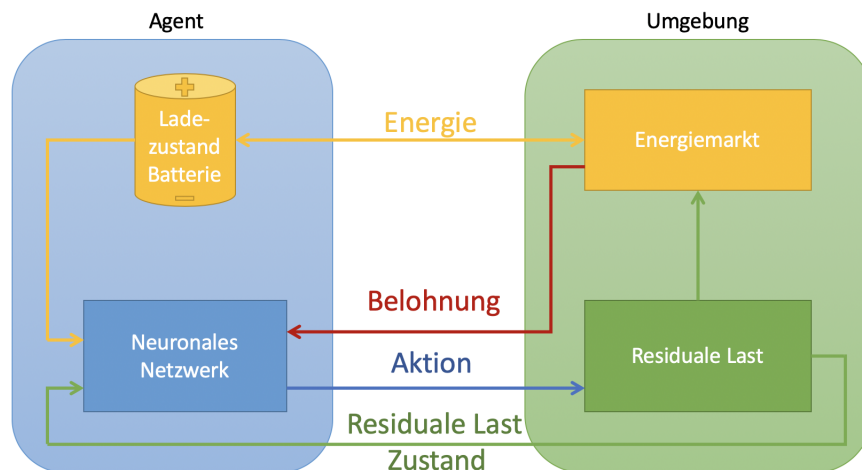 Agent
Umgebung
Lade-
zustand
Batterie
Energie
Energiemarkt
Belohnung
Neuronales
Netzwerk
Aktion
Residuale Last
Residuale Last
Zustand